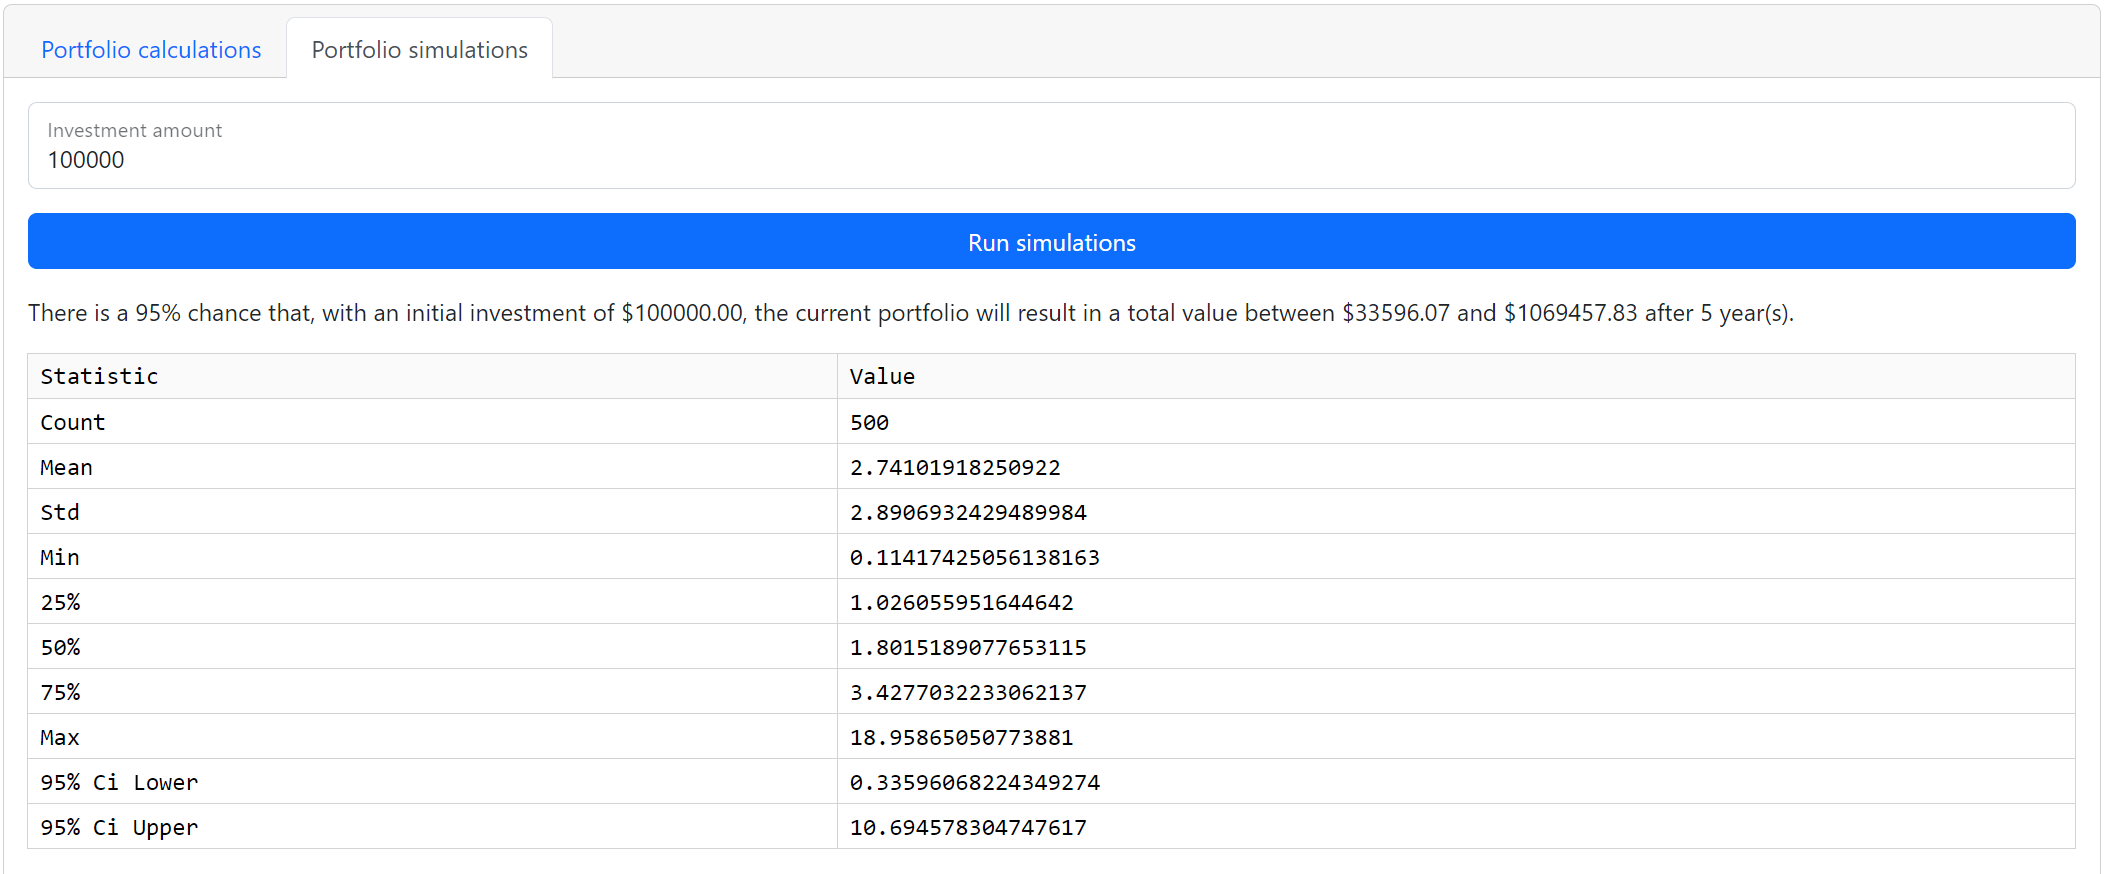 Portfolio calculations Portfolio simulations
Investment amount
100000
Run simulations
There is a 95% chance that, with an initial investment of $100000.00, the current portfolio will result in a total value between $33596.07 and $1069457.83 after 5 year(s).
Statistic Value
Count 500
Mean 2.74101918250922
Std 2.8906932429489984
Min 0.11417425056138163
25% 1.026055951644642
50% 1.8015189077653115
75% 3.4277032233062137
Max 18.95865050773881
95% Ci Lower 0.33596068224349274
95% Ci Upper 10.694578304747617